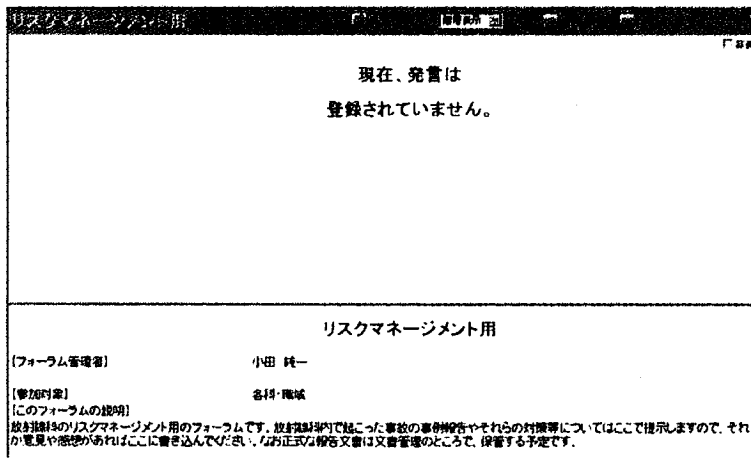 リスクマネージメント用
現在、発言は
登録されていません。
リスクマネージメント用
[フォーラム管理者] 小田 純一
[参加対象] 各科・職域
[このフォーラムの説明]
放射線科のリスクマネージメント用のフォーラムです。放射線科内で起こった事故の事例報告やそれらの対策等についてはここで提示しますので、それ
か意見や感想があればここに書き込んでください。なお正式な報告文書は文書管理のところで、保管する予定です。